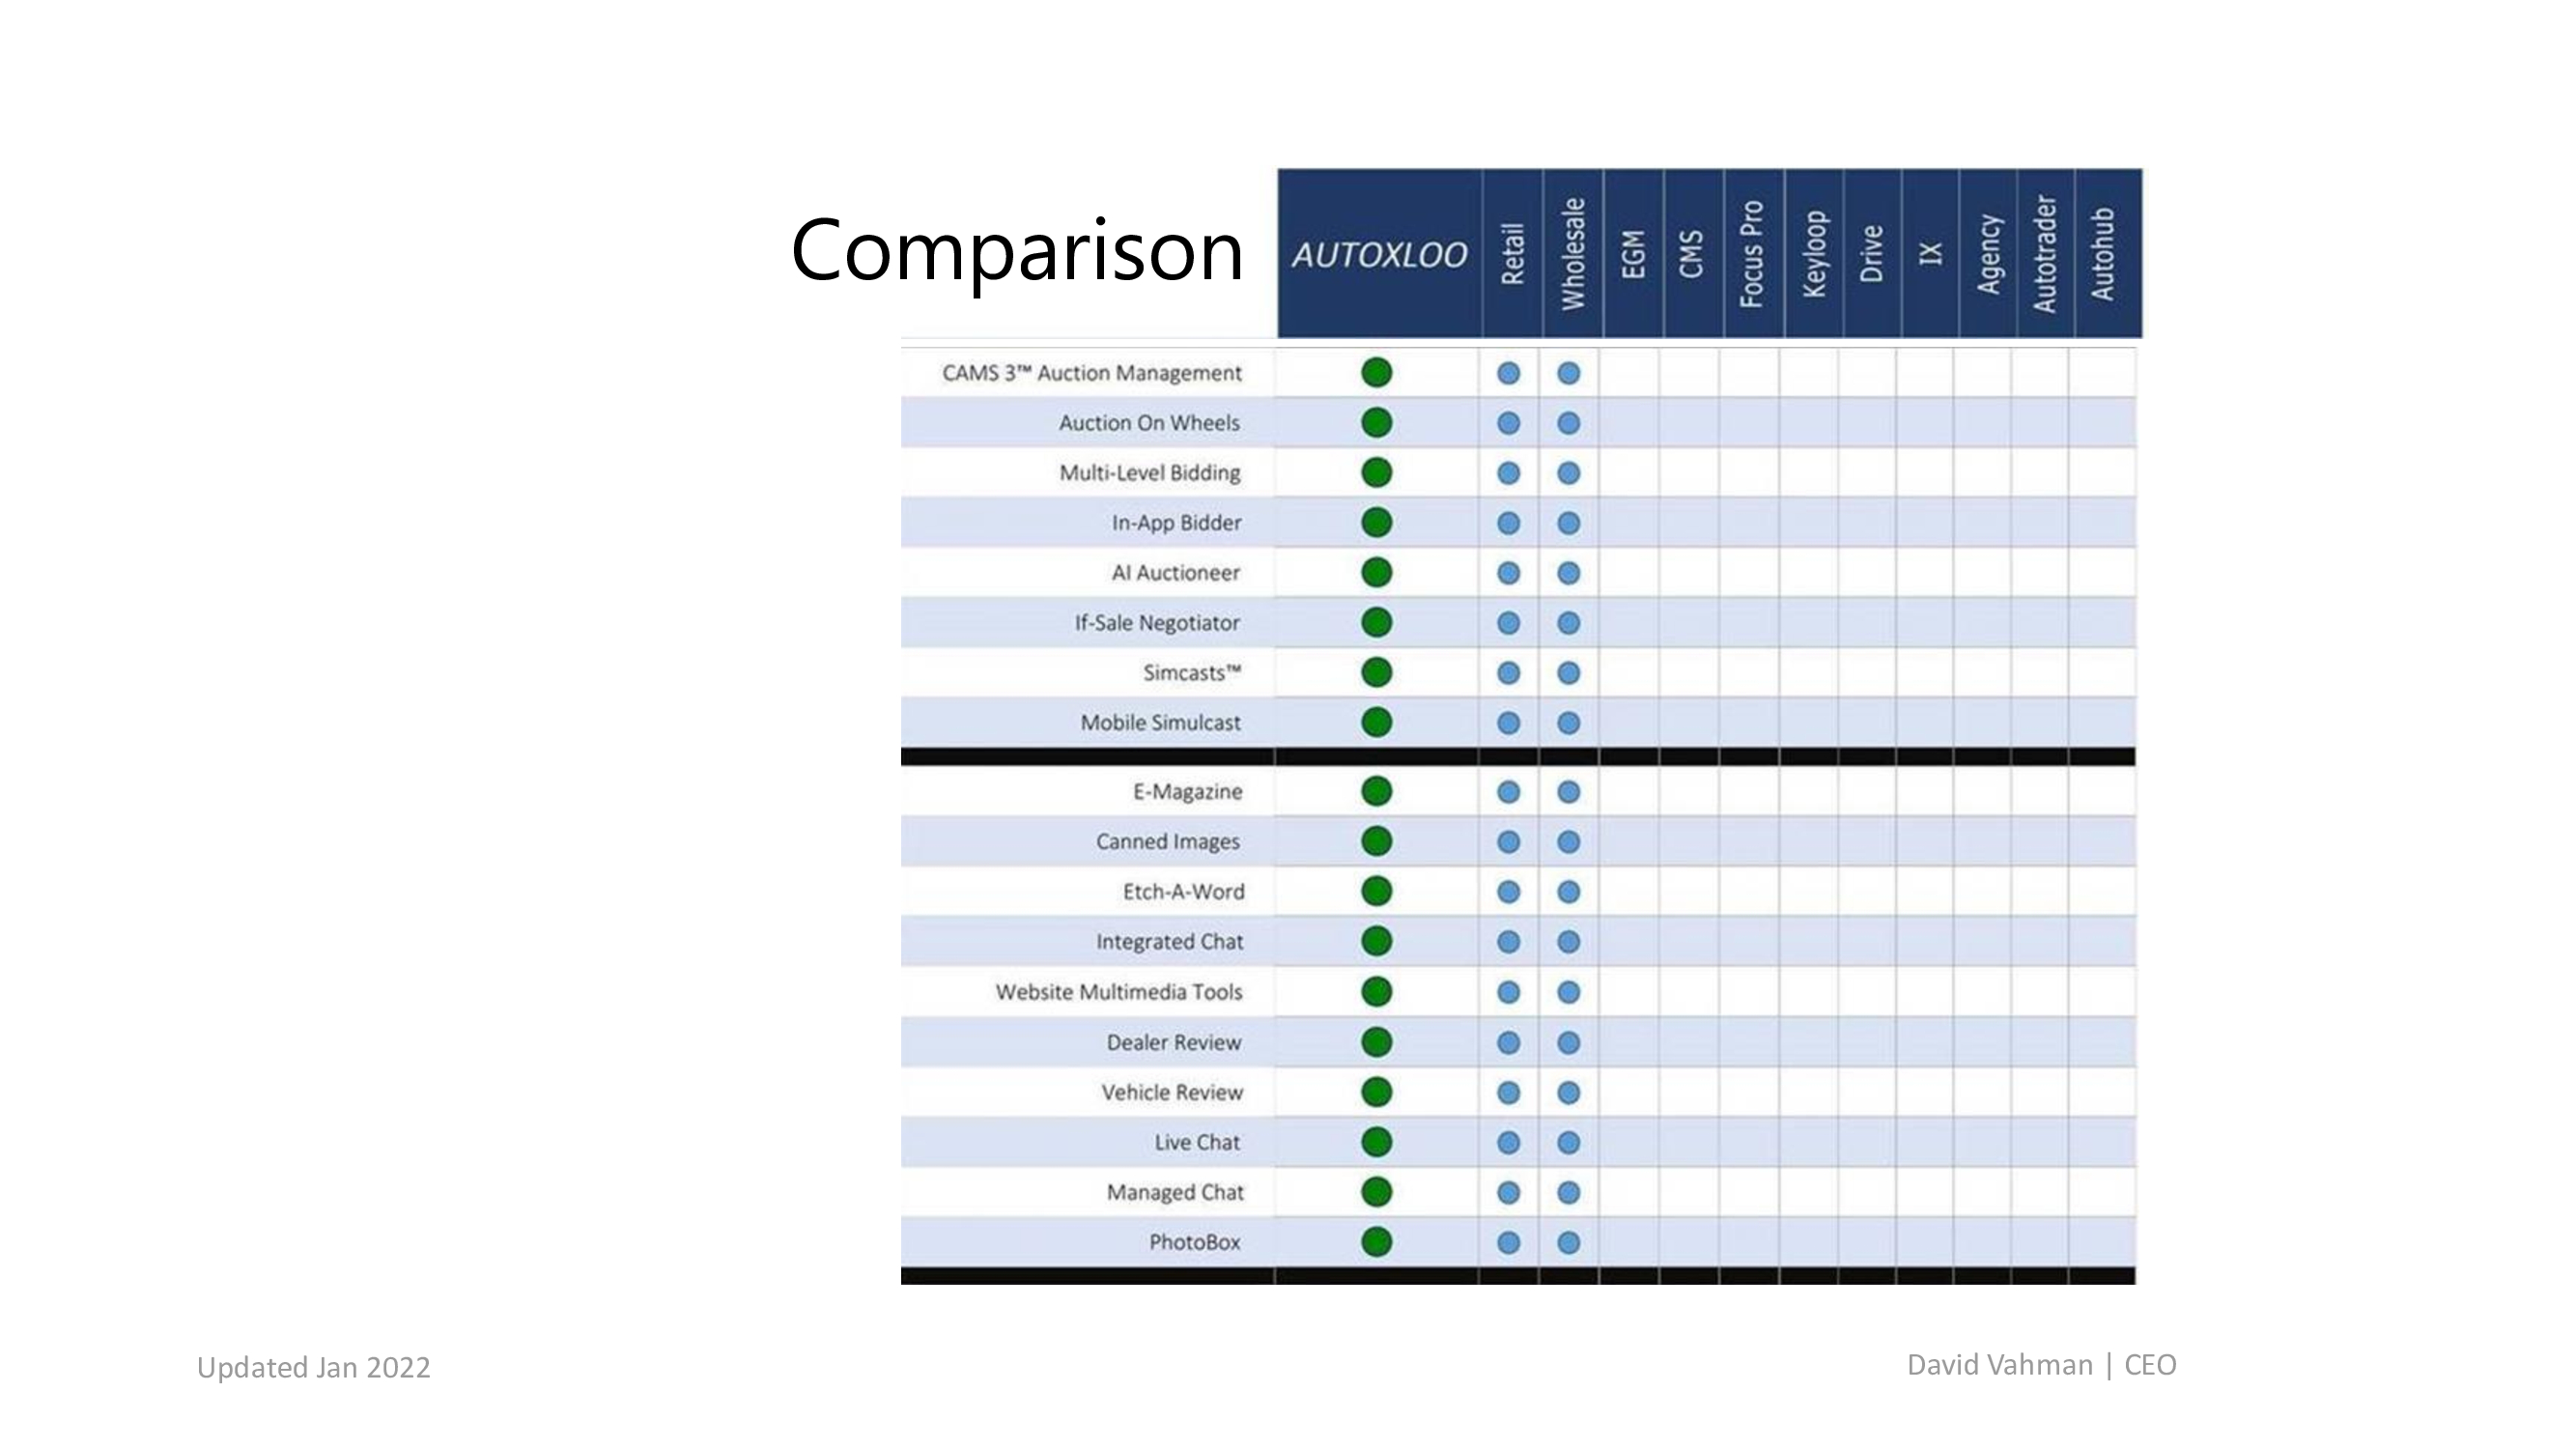 Comparison
AUTOXLOO
Retail
Wholesale
EGM
CMS
Focus Pro
Keyloop
Drive
IX
Agency
Autotrader
Autohub
CAMS 3™ Auction Management
Auction On Wheels
Multi-Level Bidding
In-App Bidder
AI Auctioneer
If-Sale Negotiator
Simcasts™
Mobile Simulcast
E-Magazine
Canned Images
Etch-A-Word
Integrated Chat
Website Multimedia Tools
Dealer Review
Vehicle Review
Live Chat
Managed Chat
PhotoBox
Updated Jan 2022
David Vahman | CEO